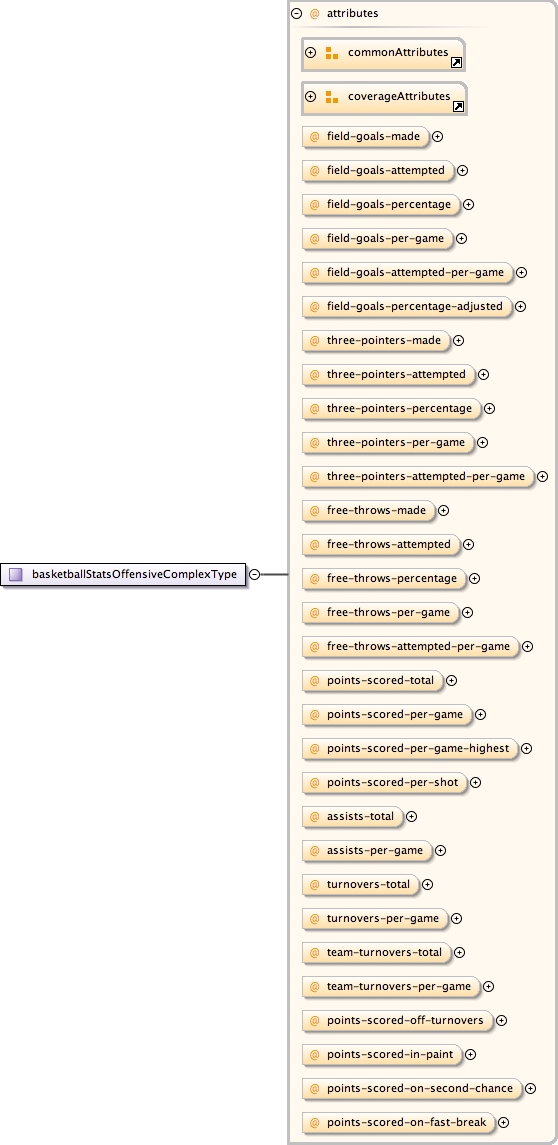 attributes
commonAttributes
coverageAttributes
@ field-goals-made
@ field-goals-attempted
@ field-goals-percentage
@ field-goals-per-game
@ field-goals-attempted-per-game
@ field-goals-percentage-adjusted
@ three-pointers-made
@ three-pointers-attempted
@ three-pointers-percentage
@ three-pointers-per-game
@ three-pointers-attempted-per-game
@ free-throws-made
@ free-throws-attempted
basketballStatsOffensiveComplexType
@ free-throws-percentage
@ free-throws-per-game
@ free-throws-attempted-per-game
@ points-scored-total
@ points-scored-per-game
@ points-scored-per-game-highest
@ points-scored-per-shot
@ assists-total
@ assists-per-game
@ turnovers-total
@ turnovers-per-game
@ team-turnovers-total
@ team-turnovers-per-game
@ points-scored-off-turnovers
@ points-scored-in-paint
@ points-scored-on-second-chance
@ points-scored-on-fast-break